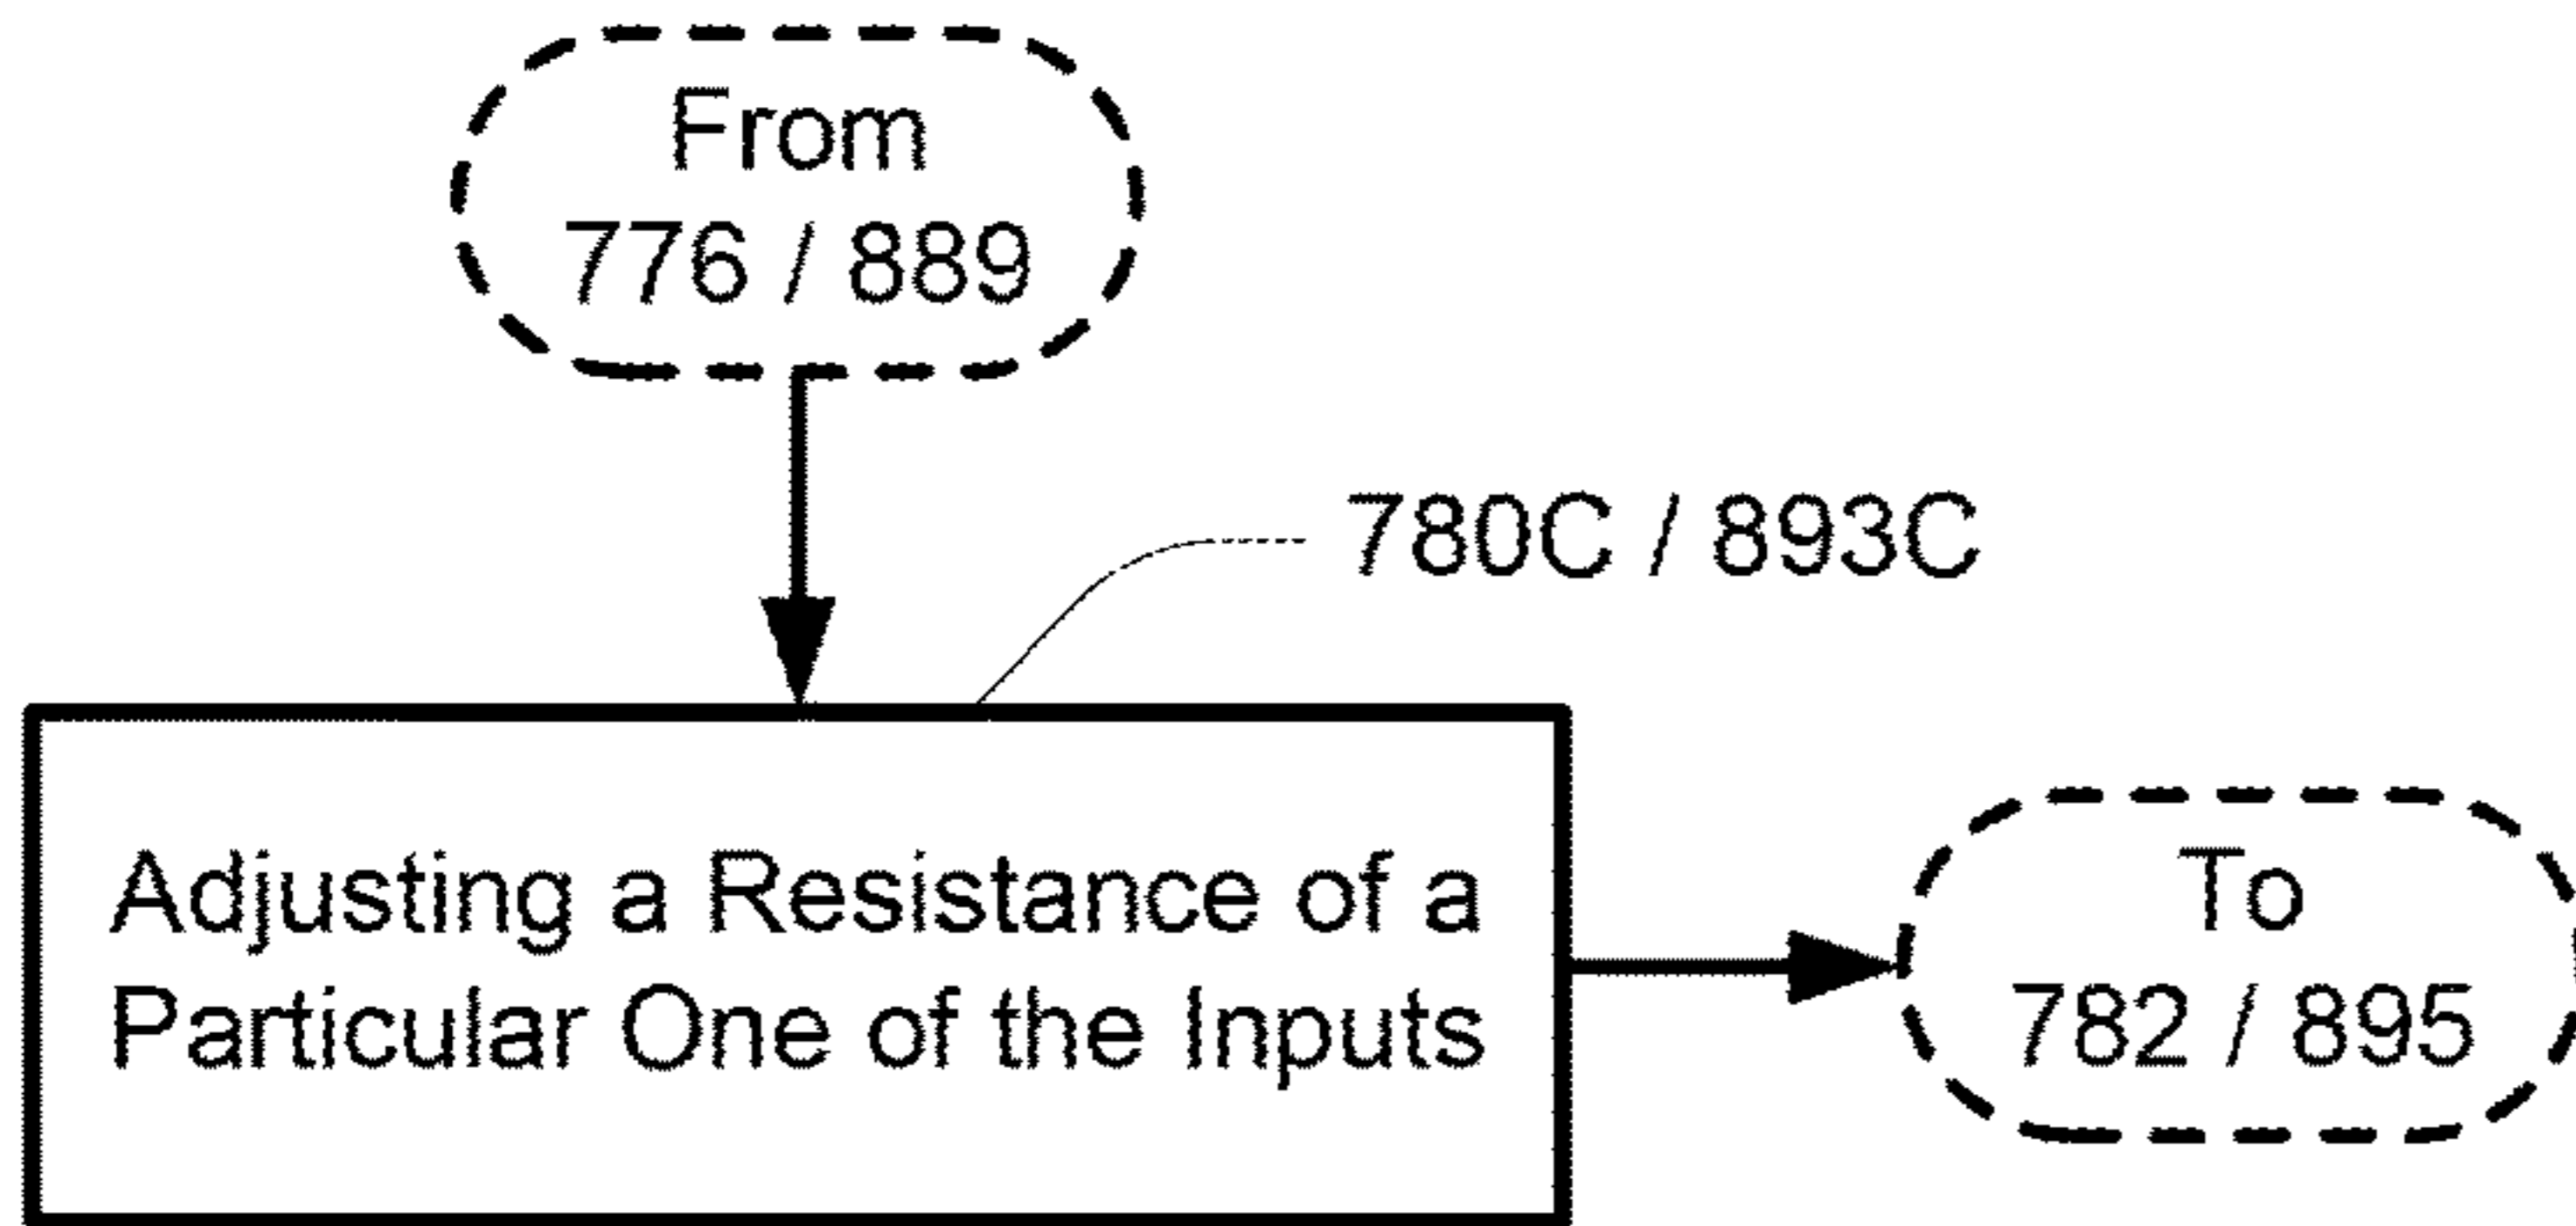 From
776 / 889
780C / 893C
Adjusting a Resistance of a
Particular One of the Inputs
To
782 / 895